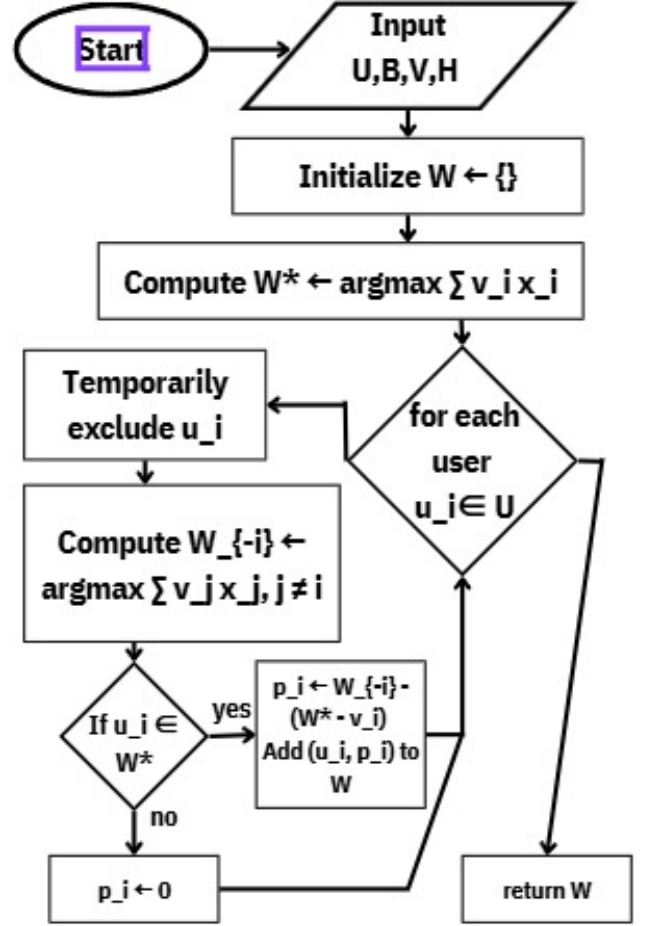 Start
Input
U,B,V,H
Initialize W ← {}
Compute W* ← argmax ∑ v_i x_i
for each
user
u_i∈ U
Temporarily
exclude u_i
Compute W_{-i} ←
argmax ∑ v_j x_j, j ≠ i
If u_i ∈
W*
yes
p_i ← W_{-i} -
(W* - v_i)
Add (u_i, p_i) to
W
no
p_i ← 0
return W